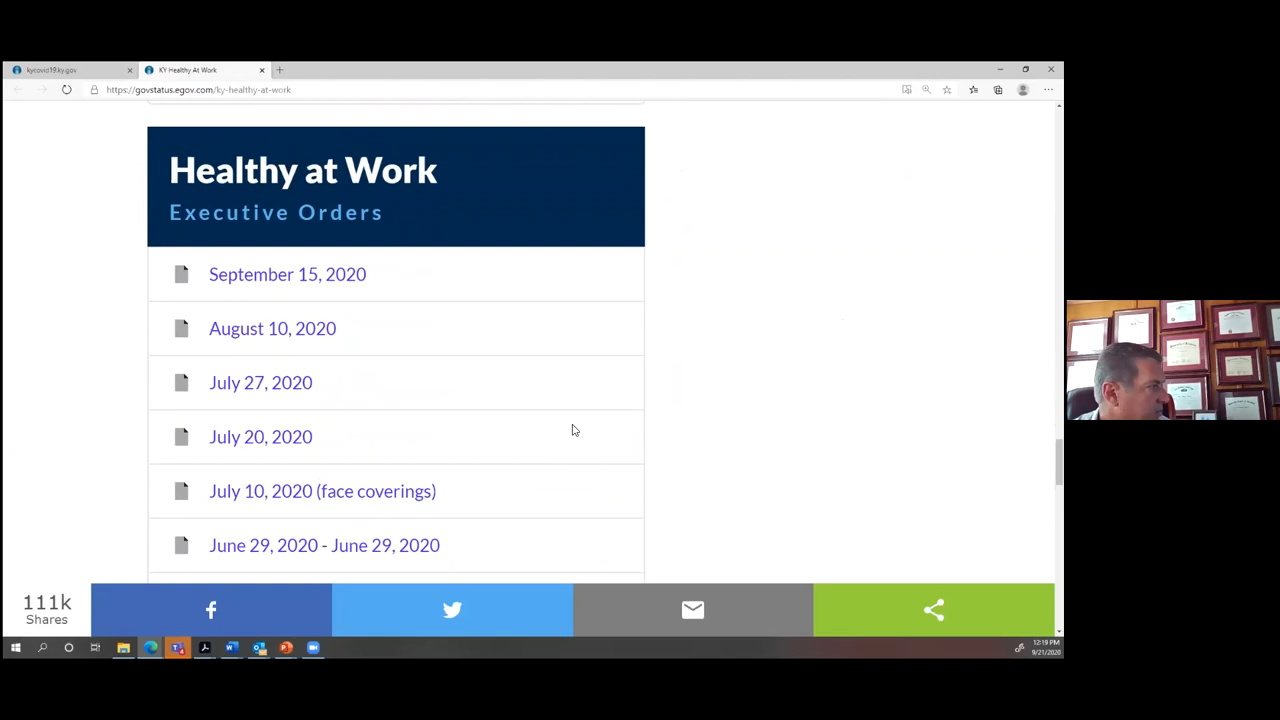 kycovid19.ky.gov
KY Healthy At Work
https://govstatus.egov.com/ky-healthy-at-work
Healthy at Work
Executive Orders
September 15, 2020
August 10, 2020
July 27, 2020
July 20, 2020
July 10, 2020 (face coverings)
June 29, 2020 - June 29, 2020
111k
Shares
12:19 PM
9/21/2020